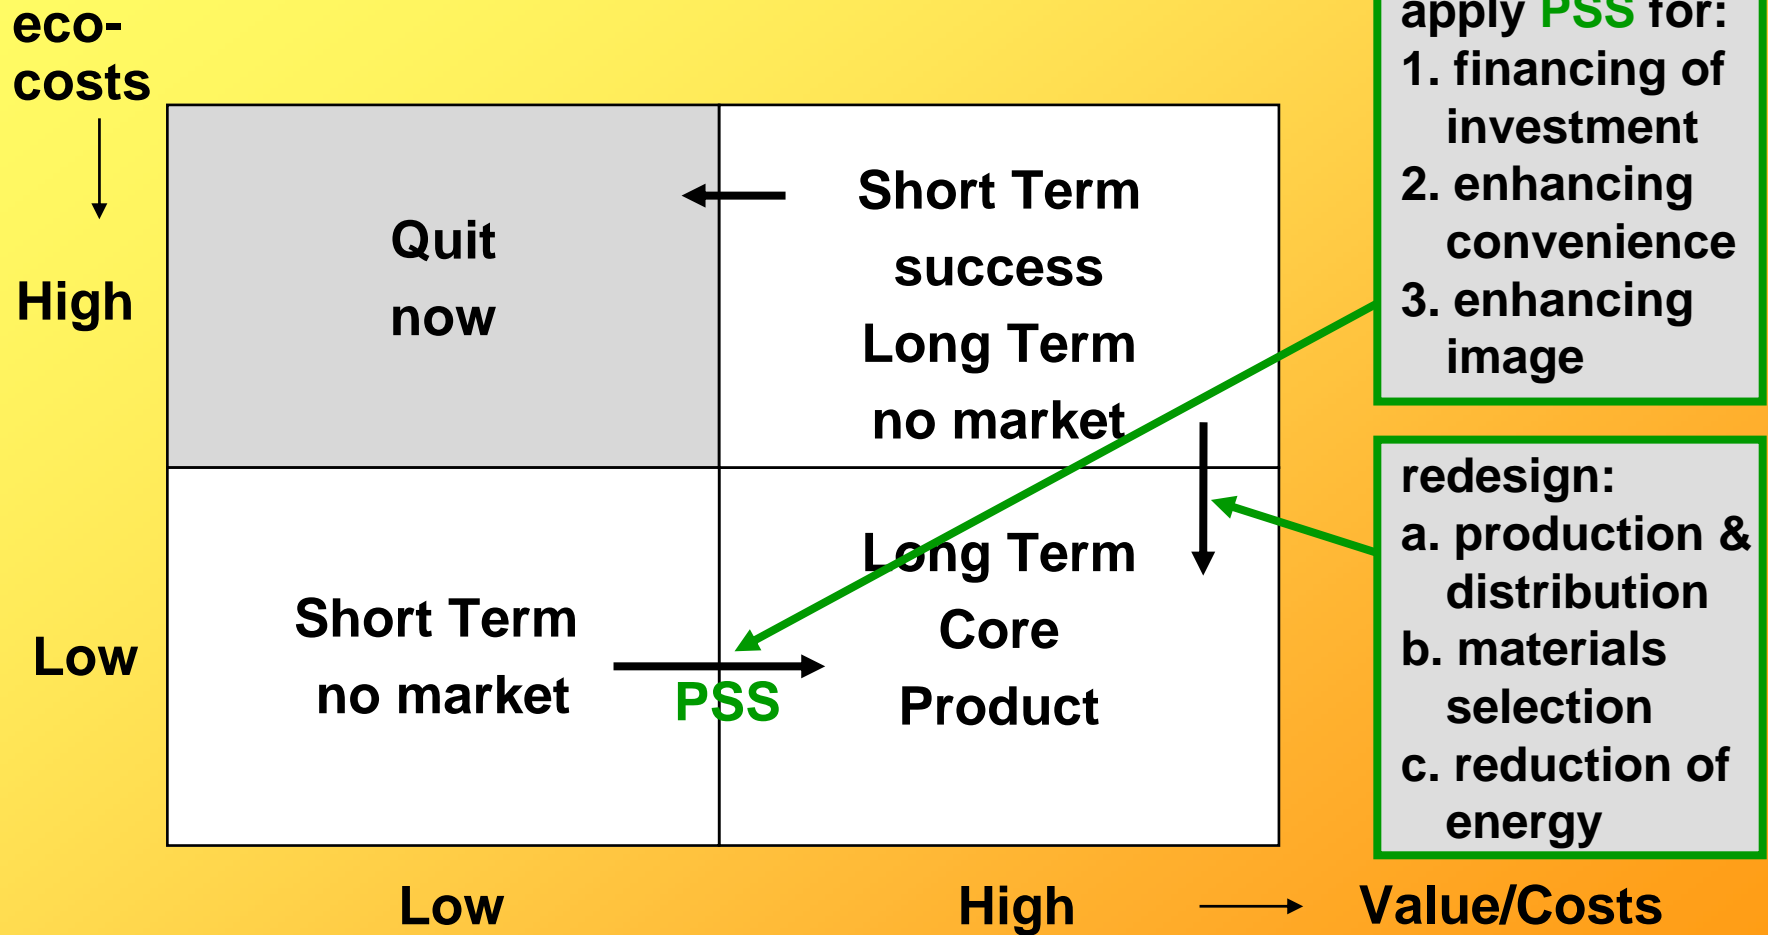 eco-
costs
High
Low
Quit
now
Short Term
success
Long Term
no market
Short Term
no market
PSS
Long Term
Core
Product
Low
High
Value/Costs
apply PSS for:
1. financing of
investment
2. enhancing
convenience
3. enhancing
image
redesign:
a. production &
distribution
b. materials
selection
c. reduction of
energy